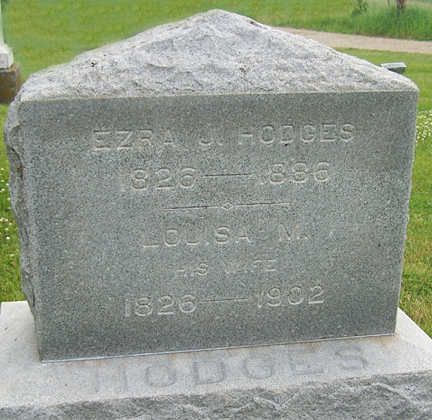 EZRA J. HODGES
1826 — 1886
LOUISA M.
HIS WIFE
1826 — 1902
HODGES